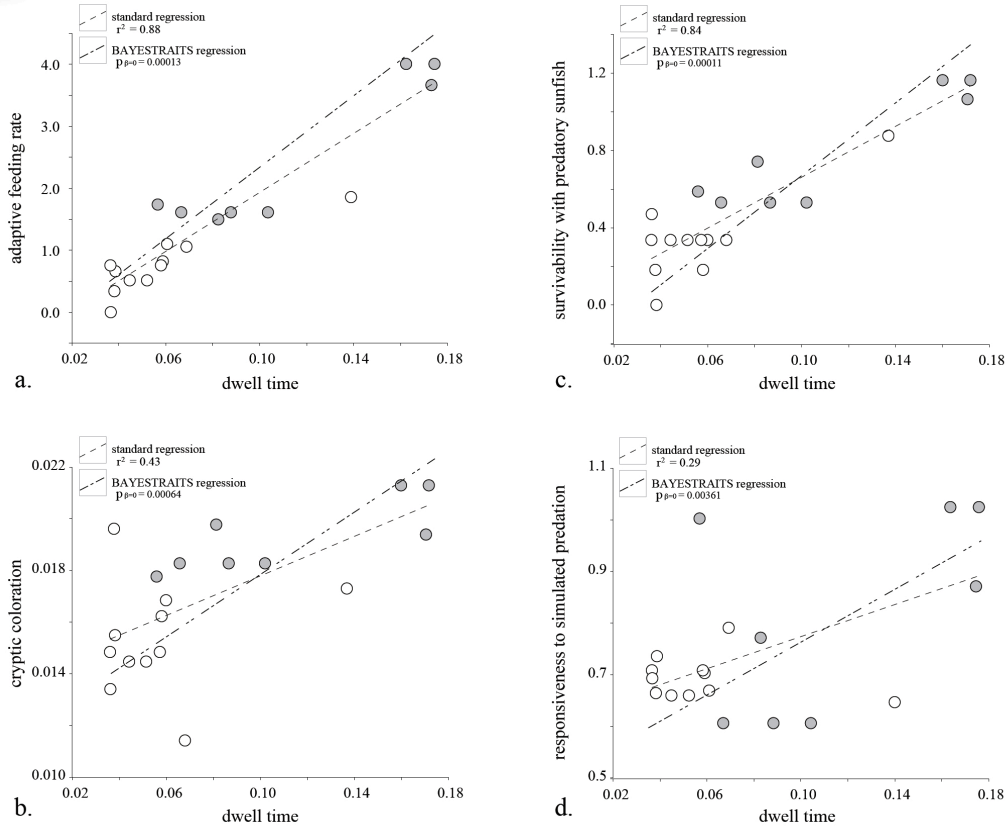 standard regression
r² = 0.88
BAYESTRAITS regression
p β=0 = 0.00013
adaptive feeding rate
4.0
3.0
2.0
1.0
0.0
0.02 0.06 0.10 0.14 0.18
dwell time
a.
standard regression
r² = 0.84
BAYESTRAITS regression
p β=0 = 0.00011
survivability with predatory sunfish
1.2
0.8
0.4
0.0
0.02 0.06 0.10 0.14 0.18
dwell time
c.
standard regression
r² = 0.43
BAYESTRAITS regression
p β=0 = 0.00064
cryptic coloration
0.022
0.018
0.014
0.010
0.02 0.06 0.10 0.14 0.18
dwell time
b.
standard regression
r² = 0.29
BAYESTRAITS regression
p β=0 = 0.00361
responsiveness to simulated predation
1.1
0.9
0.7
0.5
0.02 0.06 0.10 0.14 0.18
dwell time
d.